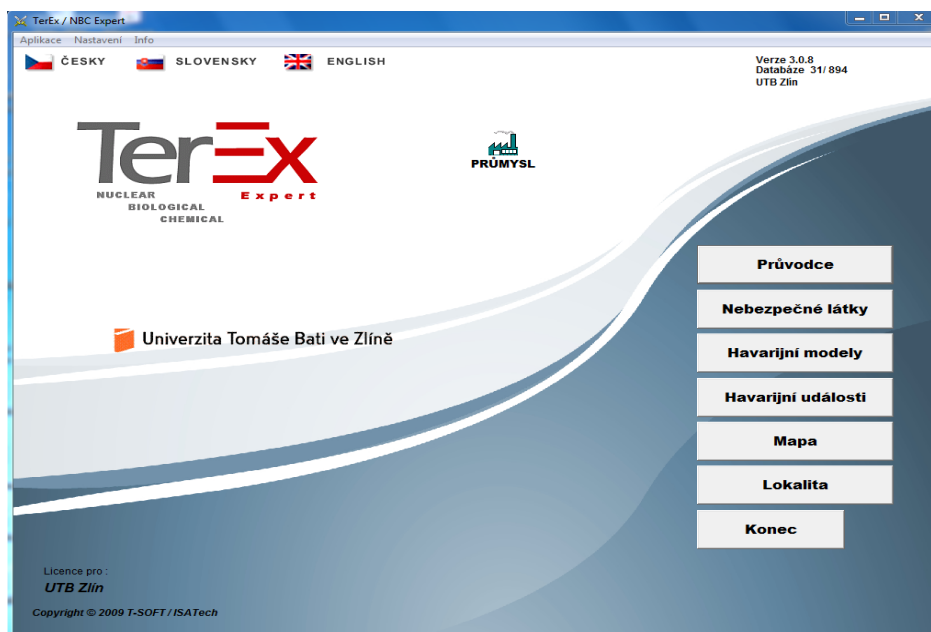 TerEx / NBC Expert
Aplikace Nastavení Info
ČESKY SLOVENSKY ENGLISH
Verze 3.0.8
Databáze 31/ 894
UTB Zlín
TerEx
NUCLEAR Expert
BIOLOGICAL
CHEMICAL
PRŮMYSL
Průvodce
Nebezpečné látky
Univerzita Tomáše Bati ve Zlíně
Havarijní modely
Havarijní události
Mapa
Lokalita
Konec
Licence pro :
UTB Zlín
Copyright © 2009 T-SOFT / ISATech